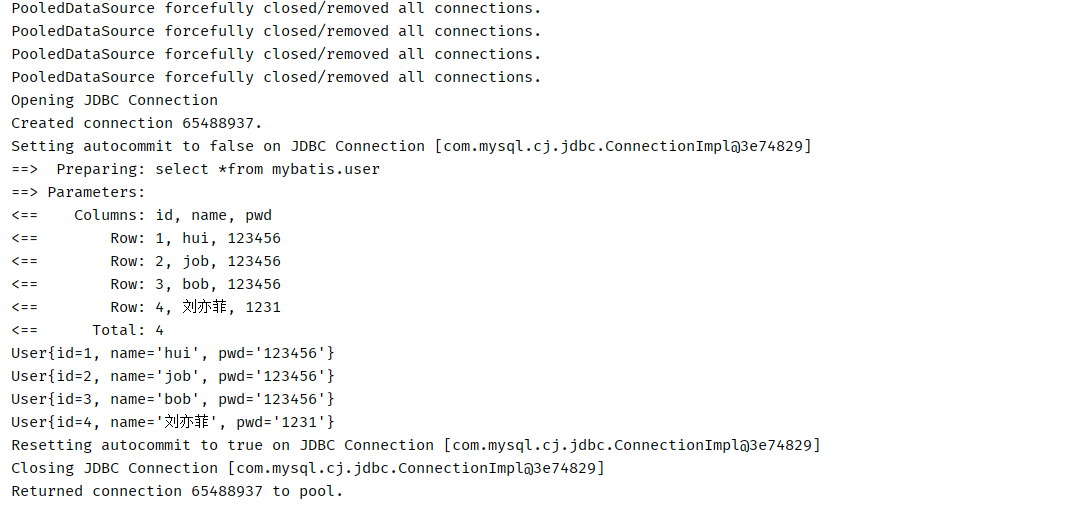 PooledDataSource forcefully closed/removed all connections.
PooledDataSource forcefully closed/removed all connections.
PooledDataSource forcefully closed/removed all connections.
PooledDataSource forcefully closed/removed all connections.
Opening JDBC Connection
Created connection 65488937.
Setting autocommit to false on JDBC Connection [com.mysql.cj.jdbc.ConnectionImpl@3e74829]
==>  Preparing: select *from mybatis.user
==> Parameters:
<==    Columns: id, name, pwd
<==        Row: 1, hui, 123456
<==        Row: 2, job, 123456
<==        Row: 3, bob, 123456
<==        Row: 4, 刘亦菲, 1231
<==      Total: 4
User{id=1, name='hui', pwd='123456'}
User{id=2, name='job', pwd='123456'}
User{id=3, name='bob', pwd='123456'}
User{id=4, name='刘亦菲', pwd='1231'}
Resetting autocommit to true on JDBC Connection [com.mysql.cj.jdbc.ConnectionImpl@3e74829]
Closing JDBC Connection [com.mysql.cj.jdbc.ConnectionImpl@3e74829]
Returned connection 65488937 to pool.